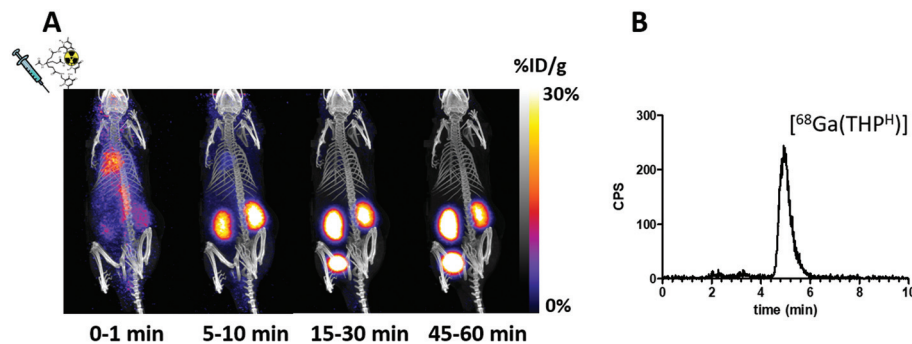 A
%ID/g
30%
0%
0-1 min
5-10 min
15-30 min
45-60 min
B
[⁶⁸Ga(THPᴴ)]
300
200
100
0
CPS
0
2
4
6
8
10
time (min)